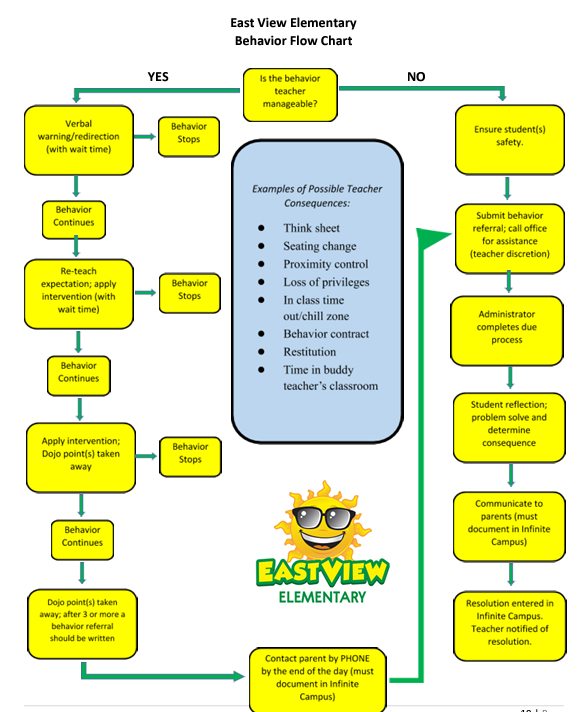 East View Elementary
Behavior Flow Chart
YES
Is the behavior
teacher
manageable?
NO
Verbal
warning/redirection
(with wait time)
Behavior
Stops
Behavior
Continues
Re-teach
expectation; apply
intervention (with
wait time)
Behavior
Stops
Behavior
Continues
Apply intervention;
Dojo point(s) taken
away
Behavior
Stops
Behavior
Continues
Dojo point(s) taken
away; after 3 or more a
behavior referral
should be written
Contact parent by PHONE
by the end of the day (must
document in Infinite
Campus)
Examples of Possible Teacher
Consequences:
● Think sheet
● Seating change
● Proximity control
● Loss of privileges
● In class time
out/chill zone
● Behavior contract
● Restitution
● Time in buddy
teacher's classroom
EASTVIEW
ELEMENTARY
Ensure student(s)
safety.
Submit behavior
referral; call office
for assistance
(teacher discretion)
Administrator
completes due
process
Student reflection;
problem solve and
determine
consequence
Communicate to
parents (must
document in Infinite
Campus)
Resolution entered in
Infinite Campus.
Teacher notified of
resolution.